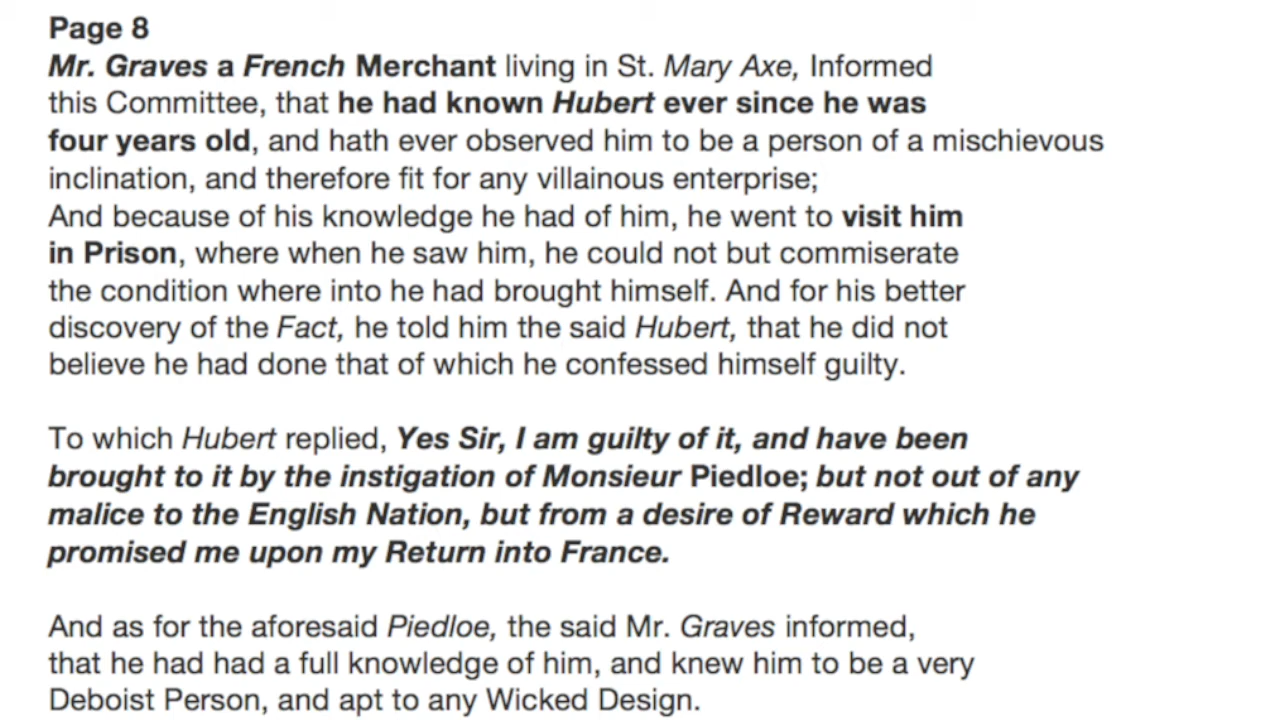 Page 8
Mr. Graves a French Merchant living in St. Mary Axe, Informed
this Committee, that he had known Hubert ever since he was
four years old, and hath ever observed him to be a person of a mischievous
inclination, and therefore fit for any villainous enterprise;
And because of his knowledge he had of him, he went to visit him
in Prison, where when he saw him, he could not but commiserate
the condition where into he had brought himself. And for his better
discovery of the Fact, he told him the said Hubert, that he did not
believe he had done that of which he confessed himself guilty.
To which Hubert replied, Yes Sir, I am guilty of it, and have been
brought to it by the instigation of Monsieur Piedloe; but not out of any
malice to the English Nation, but from a desire of Reward which he
promised me upon my Return into France.
And as for the aforesaid Piedloe, the said Mr. Graves informed,
that he had had a full knowledge of him, and knew him to be a very
Deboist Person, and apt to any Wicked Design.